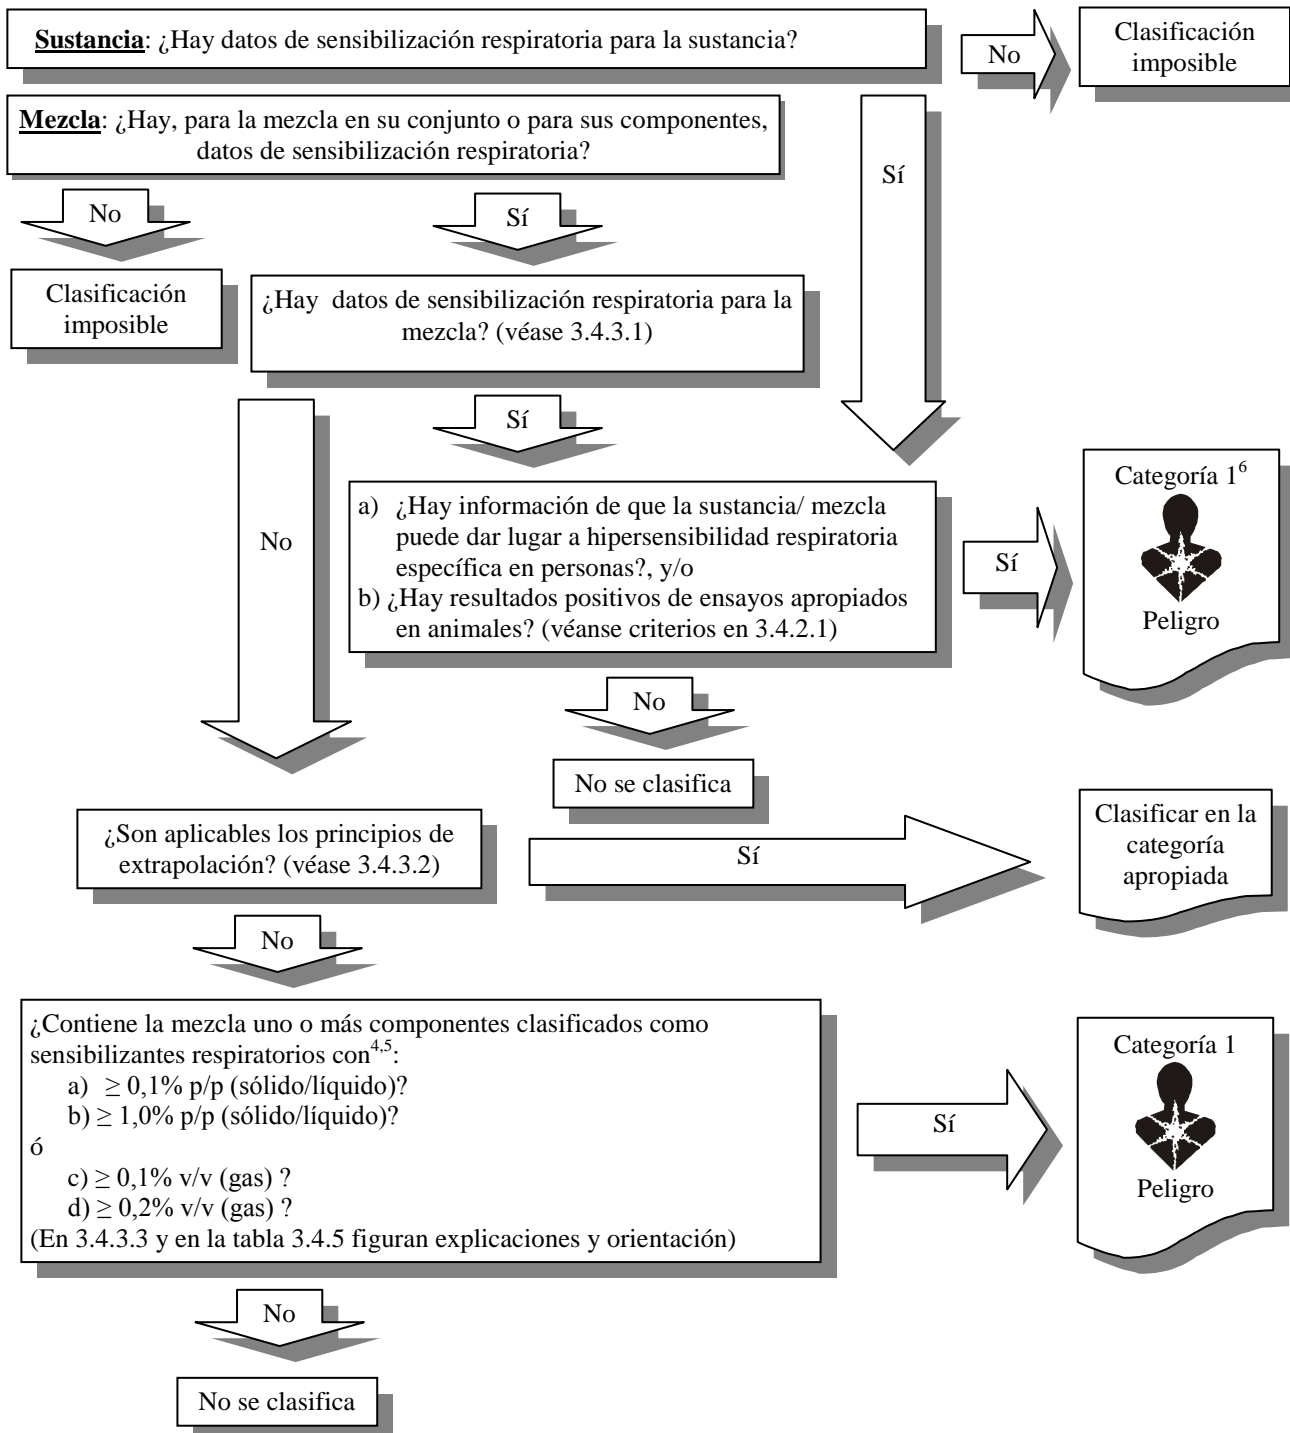 Sustancia: ¿Hay datos de sensibilización respiratoria para la sustancia?
No
Clasificación
imposible
Mezcla: ¿Hay, para la mezcla en su conjunto o para sus componentes,
datos de sensibilización respiratoria?
Sí
No
Sí
Clasificación
imposible
¿Hay datos de sensibilización respiratoria para la
mezcla? (véase 3.4.3.1)
No
Sí
a) ¿Hay información de que la sustancia/ mezcla
puede dar lugar a hipersensibilidad respiratoria
específica en personas?, y/o
b) ¿Hay resultados positivos de ensayos apropiados
en animales? (véanse criterios en 3.4.2.1)
Sí
Categoría 1⁶
Peligro
No
No se clasifica
¿Son aplicables los principios de
extrapolación? (véase 3.4.3.2)
Sí
Clasificar en la
categoría
apropiada
No
¿Contiene la mezcla uno o más componentes clasificados como
sensibilizantes respiratorios con⁴,⁵:
a) ≥ 0,1% p/p (sólido/líquido)?
b) ≥ 1,0% p/p (sólido/líquido)?
ó
c) ≥ 0,1% v/v (gas) ?
d) ≥ 0,2% v/v (gas) ?
(En 3.4.3.3 y en la tabla 3.4.5 figuran explicaciones y orientación)
Sí
Categoría 1
Peligro
No
No se clasifica